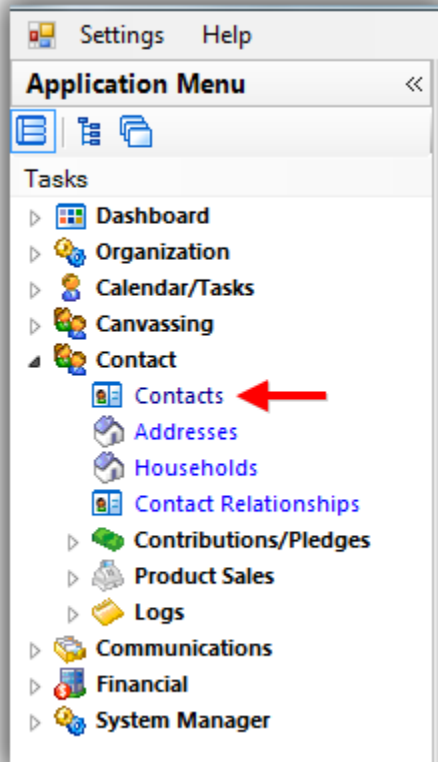 Settings Help
Application Menu
Tasks
Dashboard
Organization
Calendar/Tasks
Canvassing
Contact
Contacts
Addresses
Households
Contact Relationships
Contributions/Pledges
Product Sales
Logs
Communications
Financial
System Manager